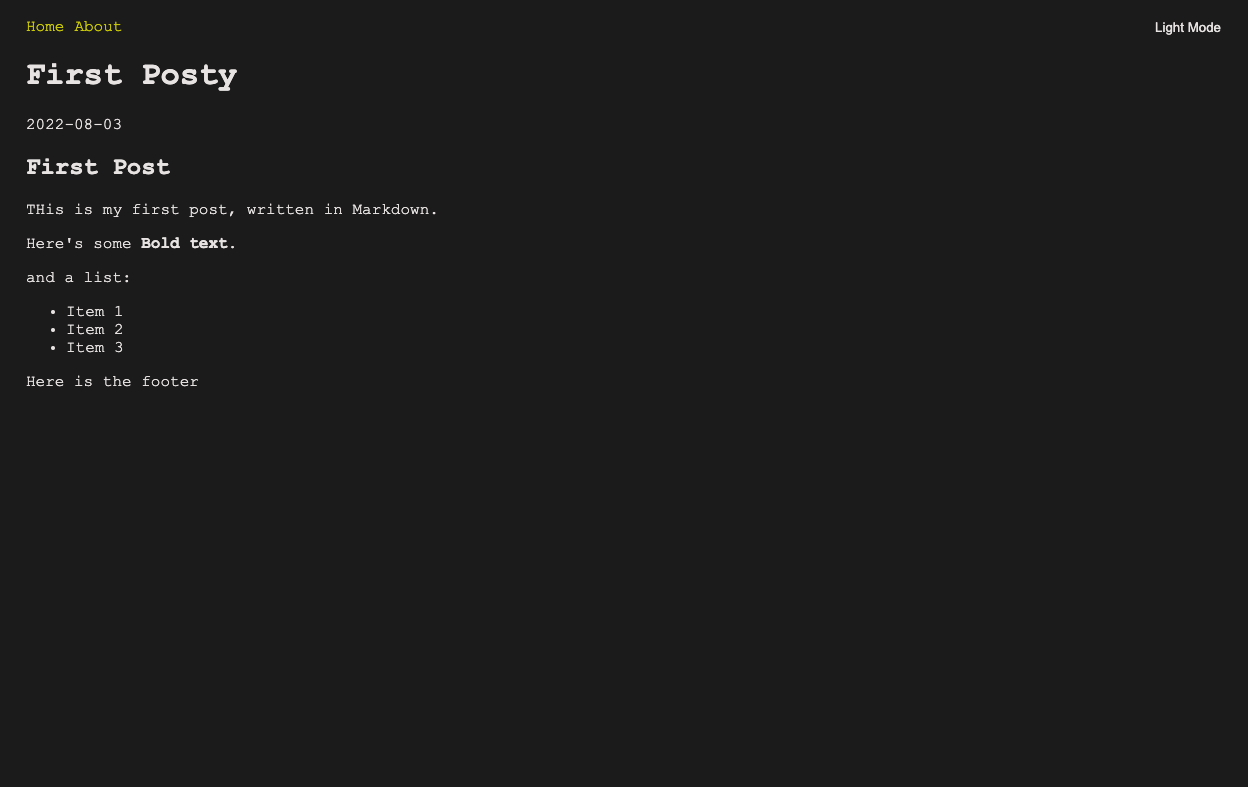 Home About
Light Mode
First Posty
2022-08-03
First Post
THis is my first post, written in Markdown.
Here's some Bold text.
and a list:
• Item 1
• Item 2
• Item 3
Here is the footer